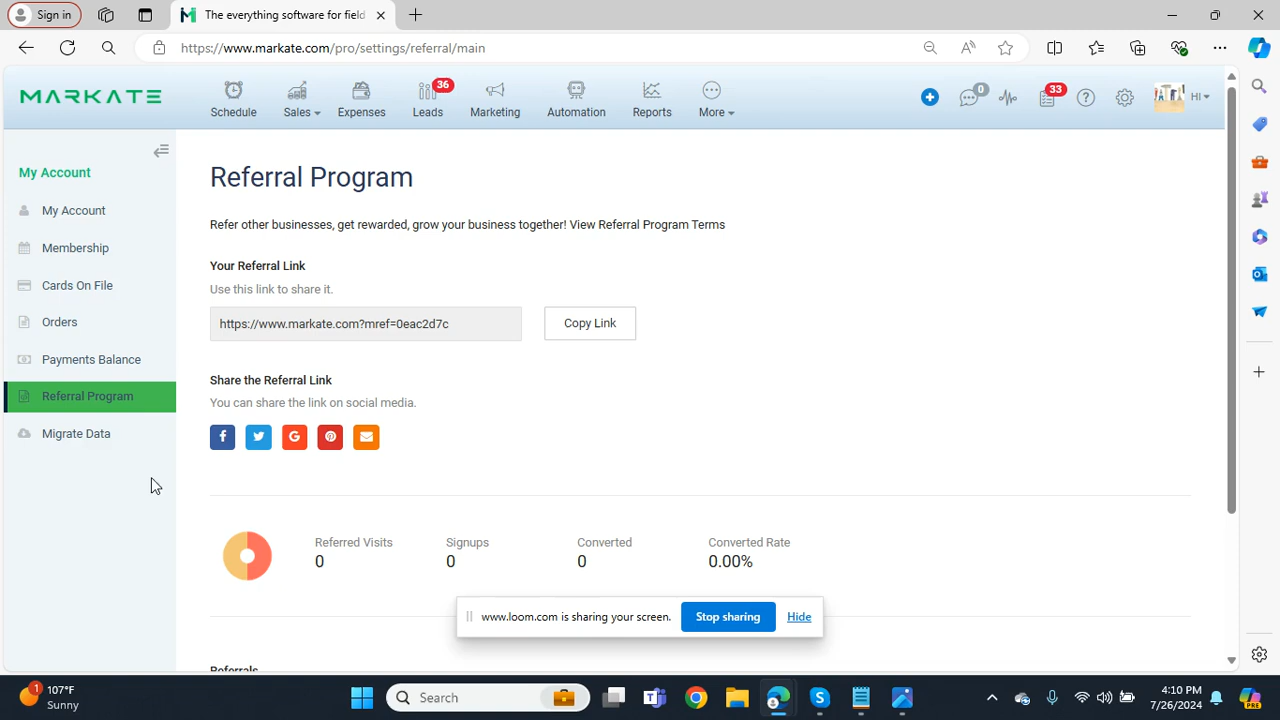 Sign in
The everything software for field
https://www.markate.com/pro/settings/referral/main
MARKATE
Schedule
Sales
Expenses
36
Leads
Marketing
Automation
Reports
More
0
33
HI
My Account
My Account
Membership
Cards On File
Orders
Payments Balance
Referral Program
Migrate Data
Referral Program
Refer other businesses, get rewarded, grow your business together! View Referral Program Terms
Your Referral Link
Use this link to share it.
https://www.markate.com?mref=0eac2d7c
Copy Link
Share the Referral Link
You can share the link on social media.
Referred Visits
0
Signups
0
Converted
0
Converted Rate
0.00%
www.loom.com is sharing your screen.
Stop sharing
Hide
Referrals
1
107°F
Sunny
Search
4:10 PM
7/26/2024
PRE